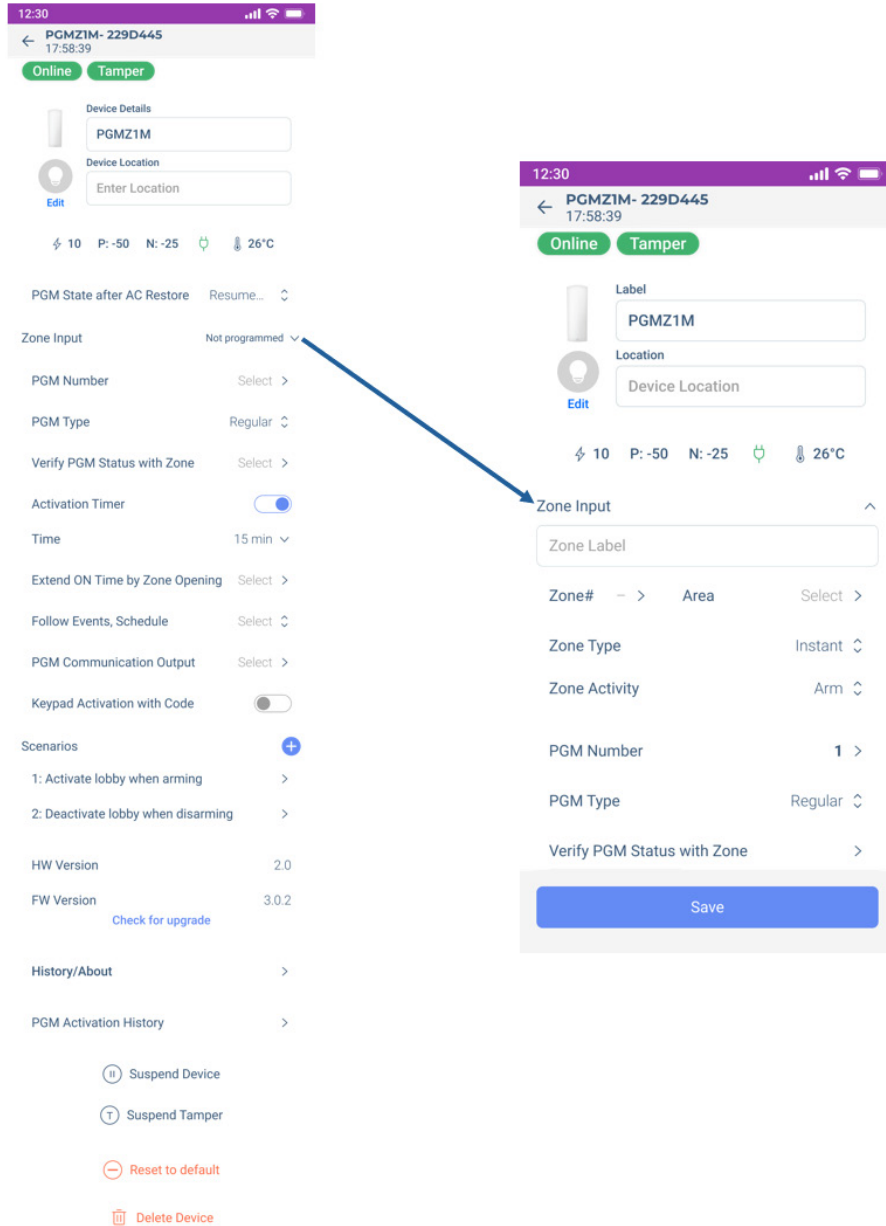 12:30
PGMZ1M- 229D445
17:58:39
Online Tamper
Device Details
PGMZ1M
Device Location
Enter Location
Edit
10 P: -50 N: -25 26°C
PGM State after AC Restore Resume...
Zone Input Not programmed
PGM Number Select
PGM Type Regular
Verify PGM Status with Zone Select
Activation Timer
Time 15 min
Extend ON Time by Zone Opening Select
Follow Events, Schedule Select
PGM Communication Output Select
Keypad Activation with Code
Scenarios
1: Activate lobby when arming
2: Deactivate lobby when disarming
HW Version 2.0
FW Version 3.0.2
Check for upgrade
History/About
PGM Activation History
Suspend Device
T Suspend Tamper
Reset to default
Delete Device
12:30
PGMZ1M- 229D445
17:58:39
Online Tamper
Label
PGMZ1M
Location
Device Location
Edit
10 P: -50 N: -25 26°C
Zone Input
Zone Label
Zone# – Area Select
Zone Type Instant
Zone Activity Arm
PGM Number 1
PGM Type Regular
Verify PGM Status with Zone
Save